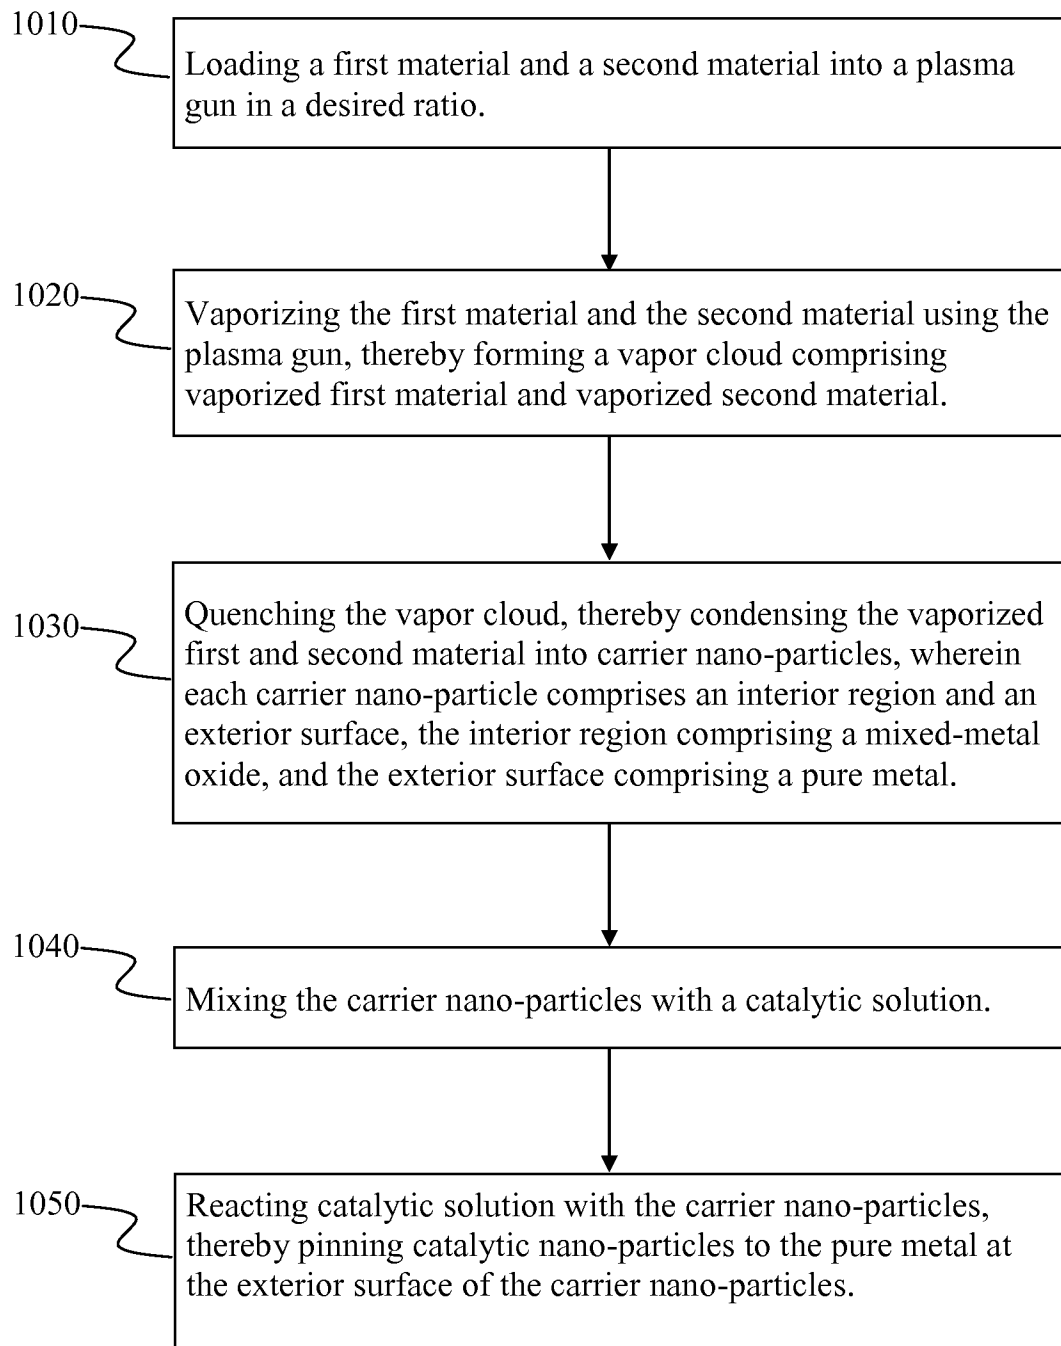 1010
Loading a first material and a second material into a plasma
gun in a desired ratio.
1020
Vaporizing the first material and the second material using the
plasma gun, thereby forming a vapor cloud comprising
vaporized first material and vaporized second material.
1030
Quenching the vapor cloud, thereby condensing the vaporized
first and second material into carrier nano-particles, wherein
each carrier nano-particle comprises an interior region and an
exterior surface, the interior region comprising a mixed-metal
oxide, and the exterior surface comprising a pure metal.
1040
Mixing the carrier nano-particles with a catalytic solution.
1050
Reacting catalytic solution with the carrier nano-particles,
thereby pinning catalytic nano-particles to the pure metal at
the exterior surface of the carrier nano-particles.